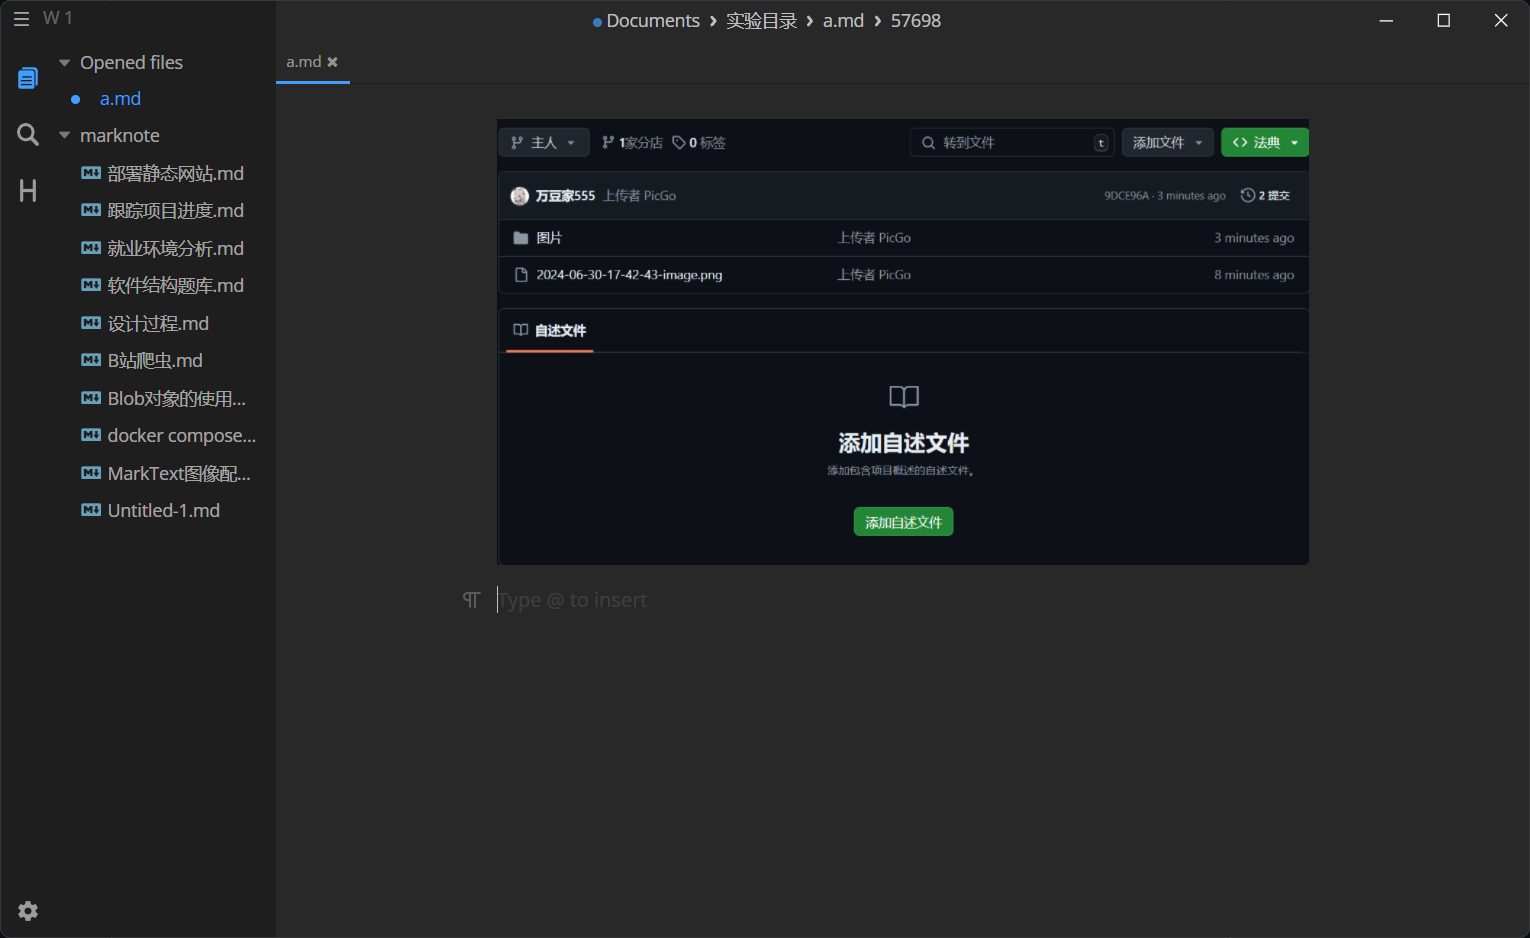 W 1
Documents › 实验目录 › a.md › 57698
Opened files
a.md
marknote
部署静态网站.md
跟踪项目进度.md
就业环境分析.md
软件结构题库.md
设计过程.md
B站爬虫.md
Blob对象的使用...
docker compose...
MarkText图像配...
Untitled-1.md
a.md
主人 1家分店 0 标签 转到文件 t 添加文件 法典
万豆家555 上传者 PicGo 9DCE96A · 3 minutes ago 2 提交
图片 上传者 PicGo 3 minutes ago
2024-06-30-17-42-43-image.png 上传者 PicGo 8 minutes ago
自述文件
添加自述文件
添加包含项目概述的自述文件。
添加自述文件
Type @ to insert